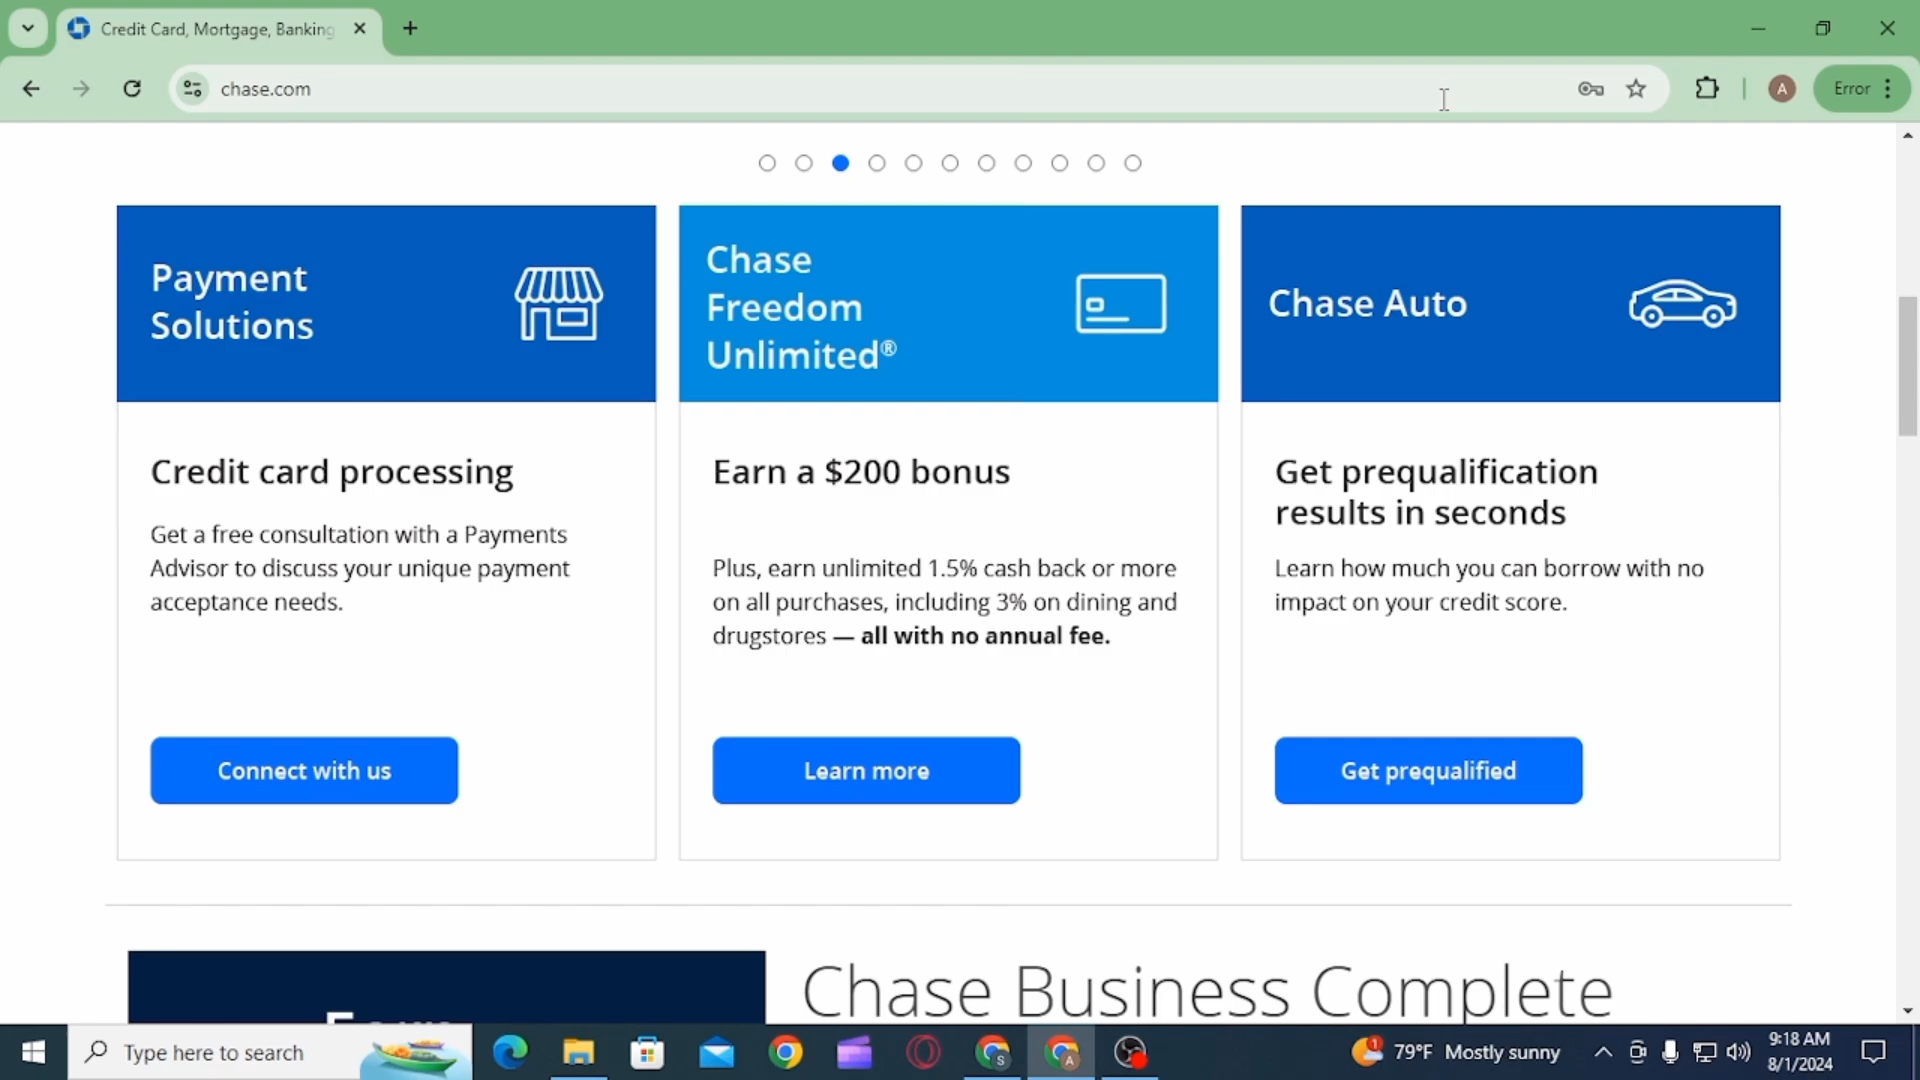 Credit Card, Mortgage, Banking
chase.com
A
Error
Payment
Solutions
Chase
Freedom
Unlimited®
Chase Auto
Credit card processing
Get a free consultation with a Payments
Advisor to discuss your unique payment
acceptance needs.
Connect with us
Earn a $200 bonus
Plus, earn unlimited 1.5% cash back or more
on all purchases, including 3% on dining and
drugstores — all with no annual fee.
Learn more
Get prequalification
results in seconds
Learn how much you can borrow with no
impact on your credit score.
Get prequalified
Chase Business Complete
Type here to search
S
A
1
79°F Mostly sunny
9:18 AM
8/1/2024